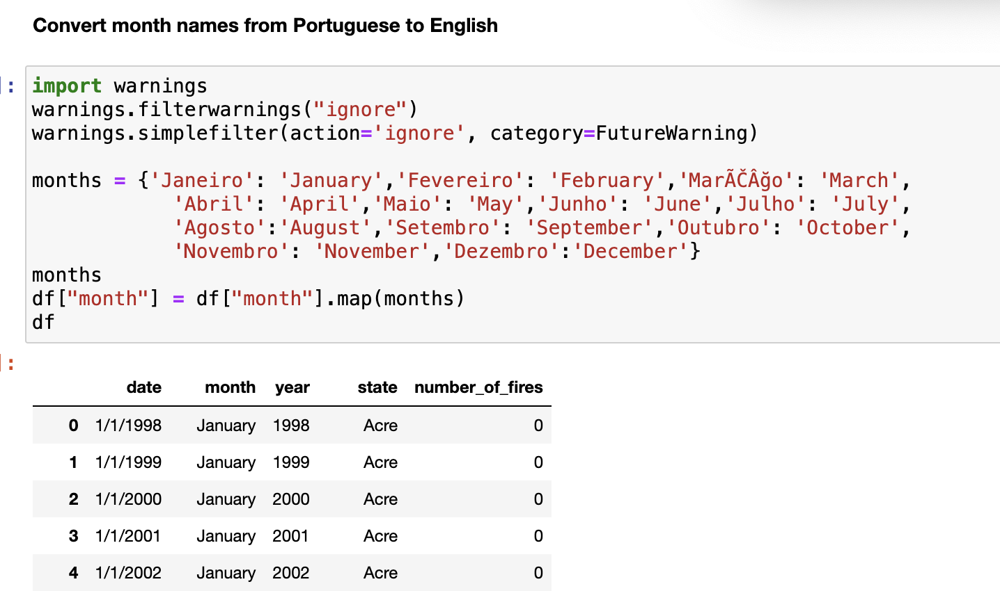 Convert month names from Portuguese to English
]:
import warnings
warnings.filterwarnings("ignore")
warnings.simplefilter(action='ignore', category=FutureWarning)
months = {'Janeiro': 'January','Fevereiro': 'February','MarÃČÂğo': 'March',
'Abril': 'April','Maio': 'May','Junho': 'June','Julho': 'July',
'Agosto':'August','Setembro': 'September','Outubro': 'October',
'Novembro': 'November','Dezembro':'December'}
months
df["month"] = df["month"].map(months)
df
]:
date month year state number_of_fires
0 1/1/1998 January 1998 Acre 0
1 1/1/1999 January 1999 Acre 0
2 1/1/2000 January 2000 Acre 0
3 1/1/2001 January 2001 Acre 0
4 1/1/2002 January 2002 Acre 0